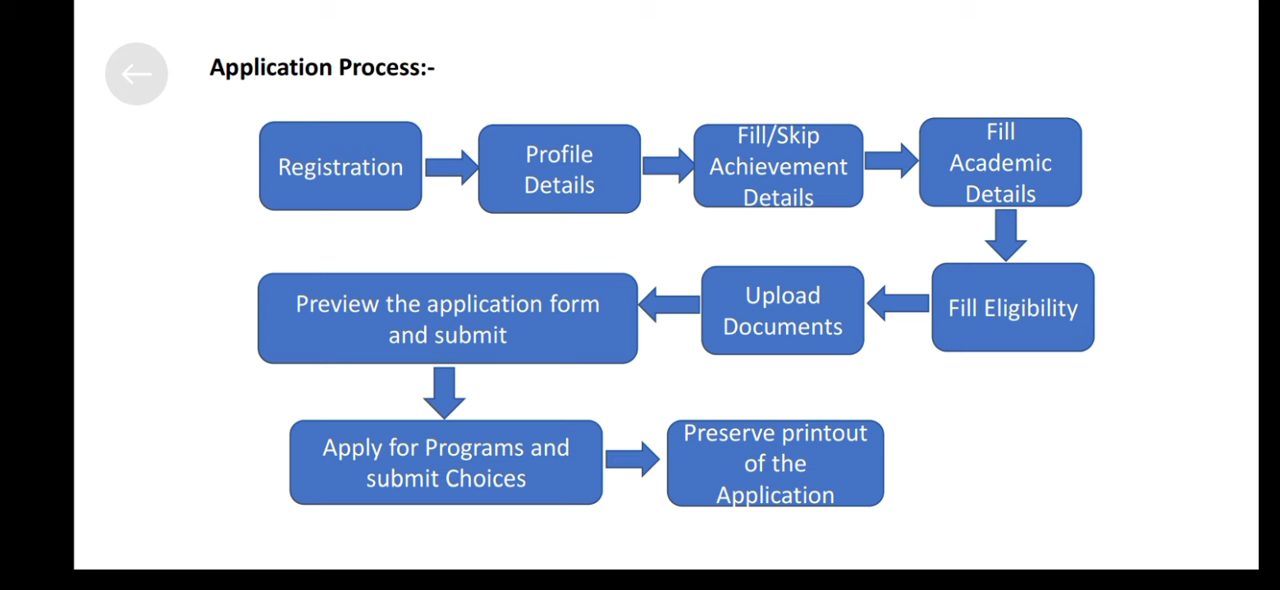 Application Process:-
Registration
Profile
Details
Fill/Skip
Achievement
Details
Fill
Academic
Details
Fill Eligibility
Upload
Documents
Preview the application form
and submit
Apply for Programs and
submit Choices
Preserve printout
of the
Application